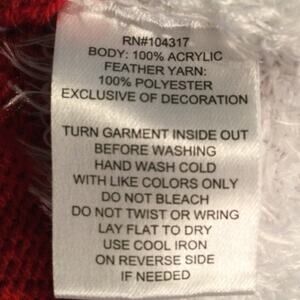 RN#104317
BODY: 100% ACRYLIC
FEATHER YARN:
100% POLYESTER
EXCLUSIVE OF DECORATION
TURN GARMENT INSIDE OUT
BEFORE WASHING
HAND WASH COLD
WITH LIKE COLORS ONLY
DO NOT BLEACH
DO NOT TWIST OR WRING
LAY FLAT TO DRY
USE COOL IRON
ON REVERSE SIDE
IF NEEDED